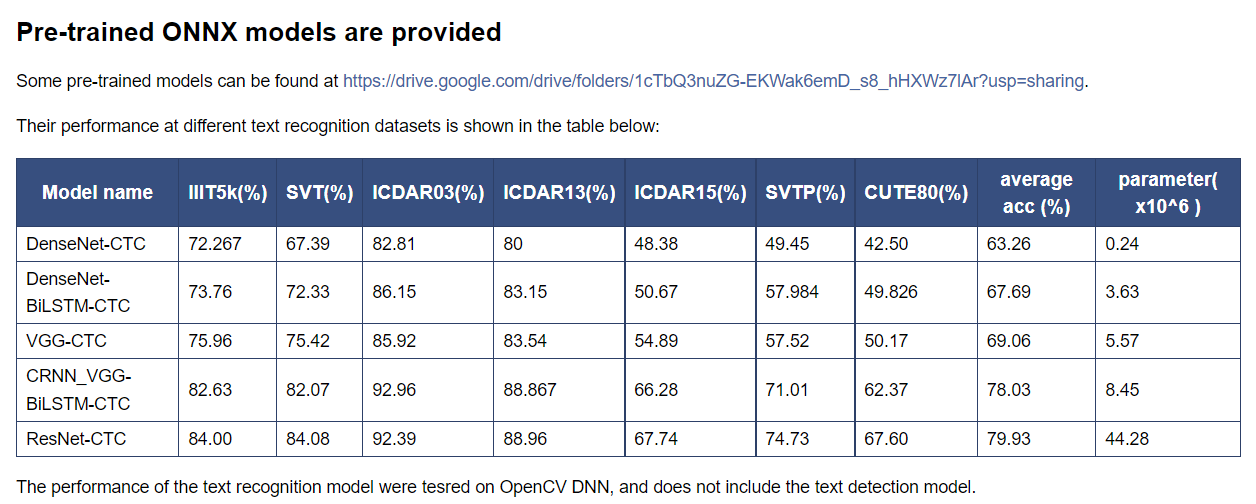 Pre-trained ONNX models are provided
Some pre-trained models can be found at https://drive.google.com/drive/folders/1cTbQ3nuZG-EKWak6emD_s8_hHXWz7lAr?usp=sharing.
Their performance at different text recognition datasets is shown in the table below:
Model name IIIT5k(%) SVT(%) ICDAR03(%) ICDAR13(%) ICDAR15(%) SVTP(%) CUTE80(%) average acc (%) parameter( x10^6 )
DenseNet-CTC 72.267 67.39 82.81 80 48.38 49.45 42.50 63.26 0.24
DenseNet-BiLSTM-CTC 73.76 72.33 86.15 83.15 50.67 57.984 49.826 67.69 3.63
VGG-CTC 75.96 75.42 85.92 83.54 54.89 57.52 50.17 69.06 5.57
CRNN_VGG-BiLSTM-CTC 82.63 82.07 92.96 88.867 66.28 71.01 62.37 78.03 8.45
ResNet-CTC 84.00 84.08 92.39 88.96 67.74 74.73 67.60 79.93 44.28
The performance of the text recognition model were tesred on OpenCV DNN, and does not include the text detection model.